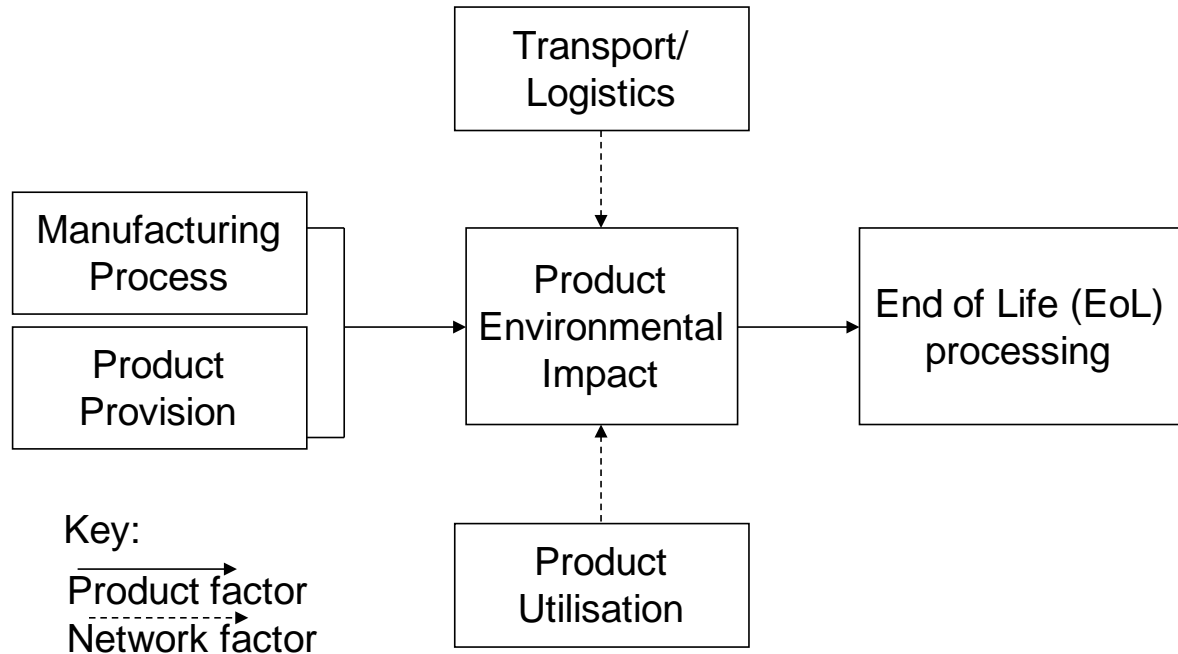 Transport/
Logistics
Manufacturing
Process
Product
Provision
Product
Environmental
Impact
End of Life (EoL)
processing
Product
Utilisation
Key:
Product factor
Network factor